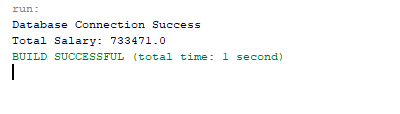 run:
Database Connection Success
Total Salary: 733471.0
BUILD SUCCESSFUL (total time: 1 second)